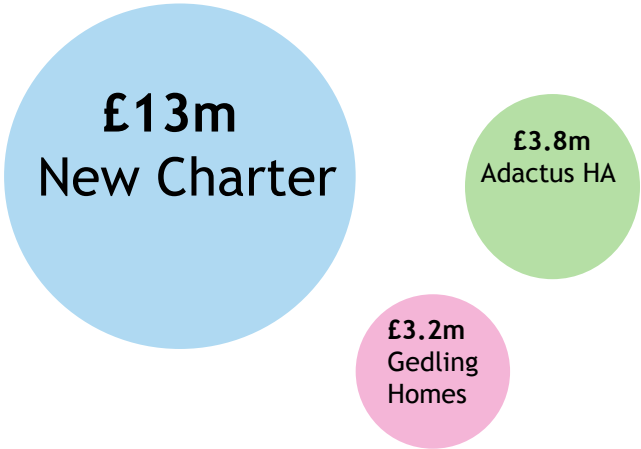 £13m
New Charter
£3.8m
Adactus HA
£3.2m
Gedling
Homes